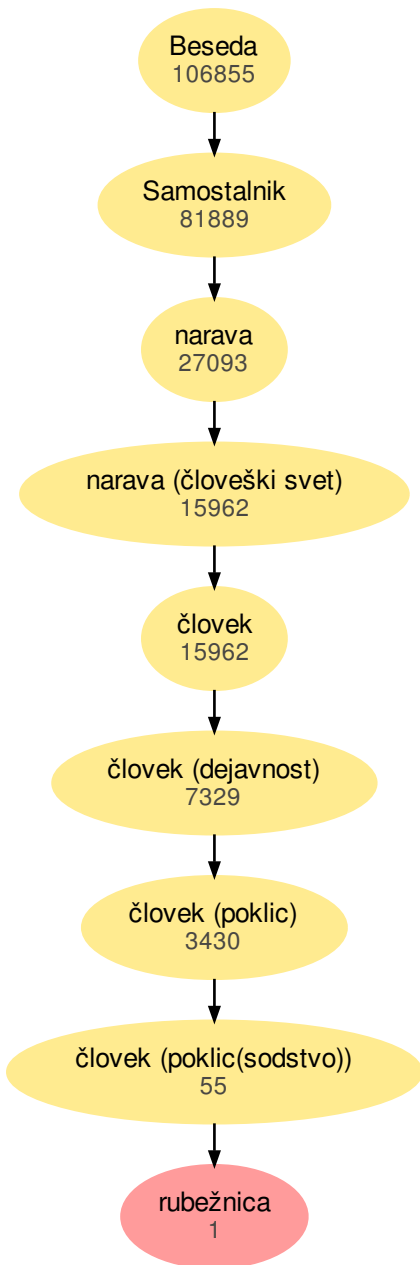 Beseda
106855
Samostalnik
81889
narava
27093
narava (človeški svet)
15962
človek
15962
človek (dejavnost)
7329
človek (poklic)
3430
človek (poklic(sodstvo))
55
rubežnica
1